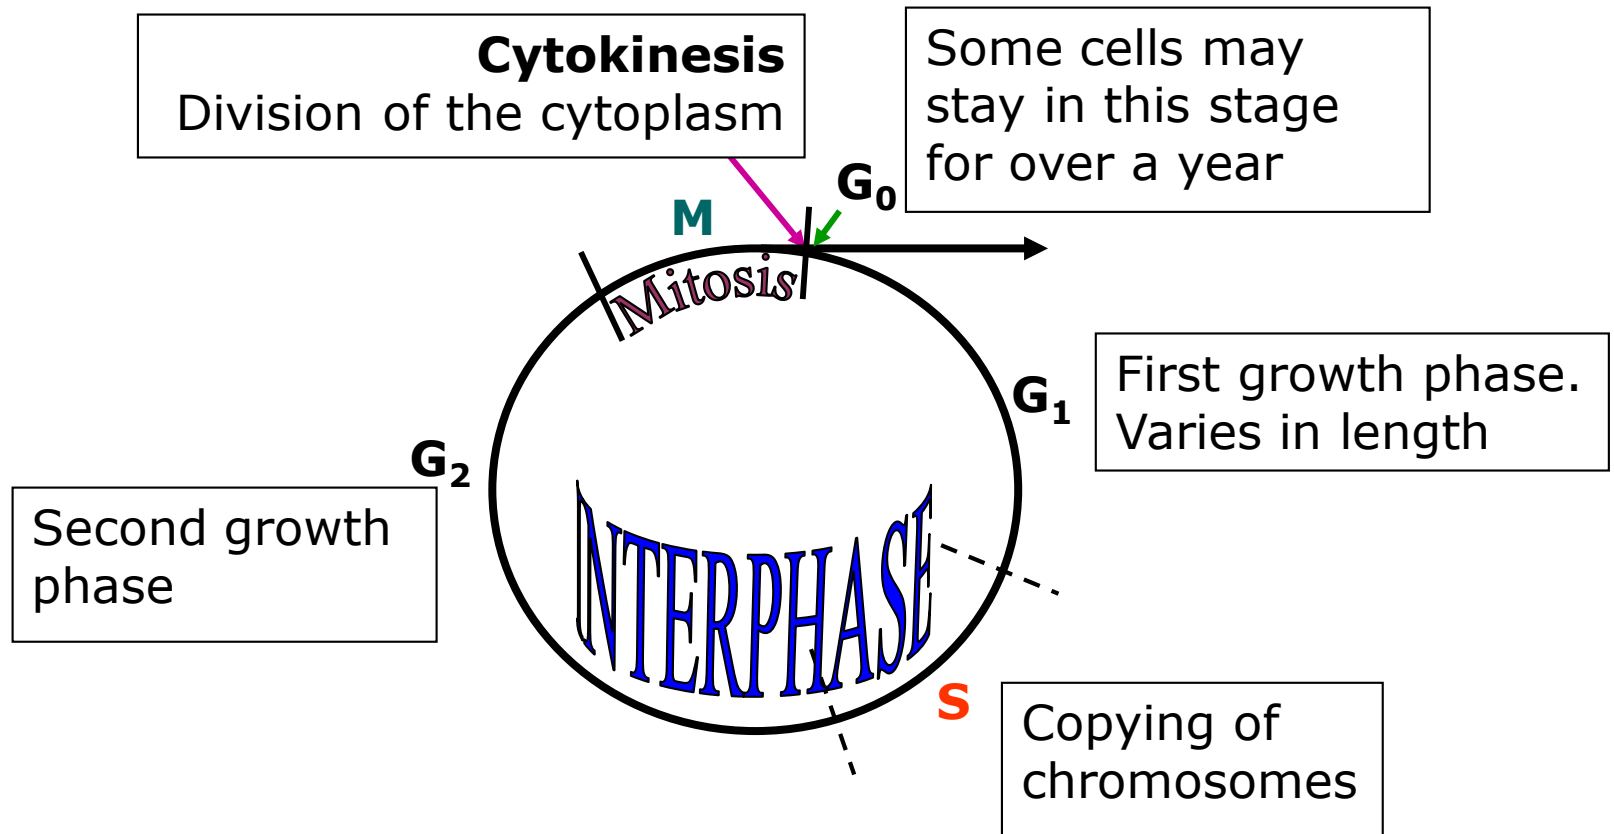 Cytokinesis
Division of the cytoplasm
Some cells may
stay in this stage
for over a year
G₀
M
Mitosis
G₁
First growth phase.
Varies in length
G₂
Second growth
phase
INTERPHASE
S
Copying of
chromosomes